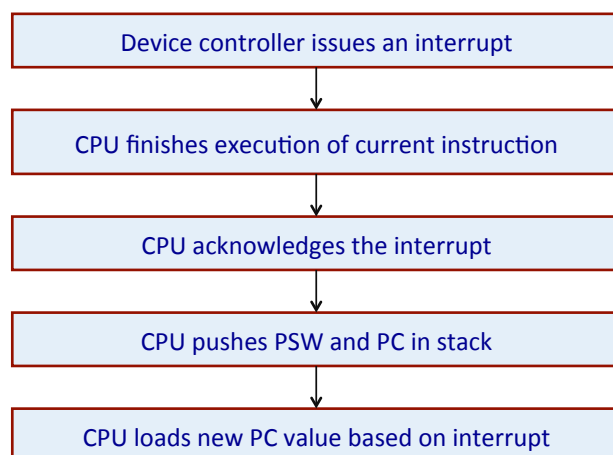 Device controller issues an interrupt
CPU finishes execution of current instruction
CPU acknowledges the interrupt
CPU pushes PSW and PC in stack
CPU loads new PC value based on interrupt